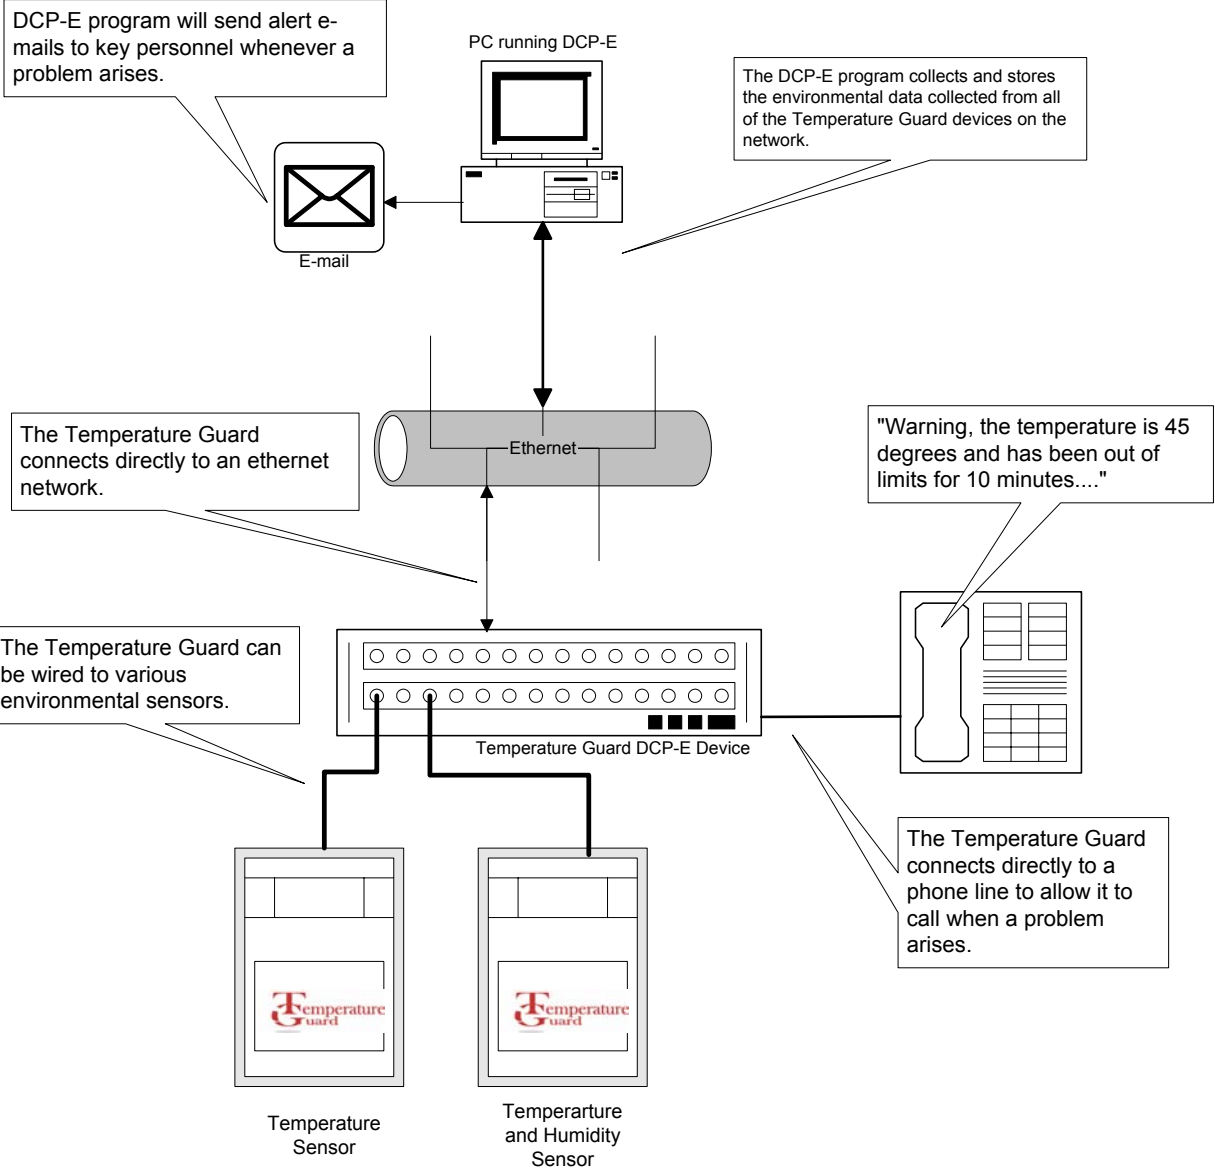 DCP-E program will send alert e-
mails to key personnel whenever a
problem arises.
PC running DCP-E
The DCP-E program collects and stores
the environmental data collected from all
of the Temperature Guard devices on the
network.
E-mail
The Temperature Guard
connects directly to an ethernet
network.
Ethernet
"Warning, the temperature is 45
degrees and has been out of
limits for 10 minutes...."
The Temperature Guard can
be wired to various
environmental sensors.
Temperature Guard DCP-E Device
The Temperature Guard
connects directly to a
phone line to allow it to
call when a problem
arises.
Temperature
Guard
Temperature
Guard
Temperature
Sensor
Temperarture
and Humidity
Sensor